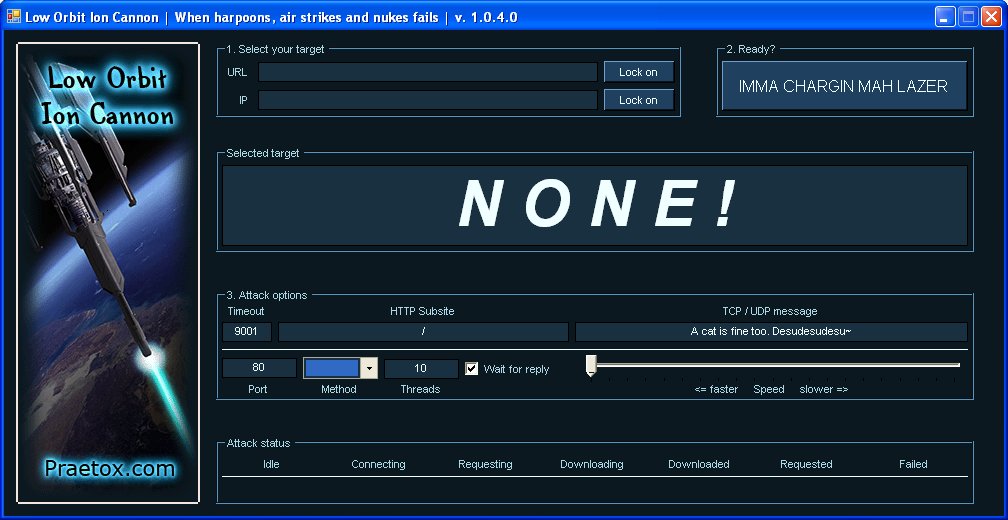 Low Orbit Ion Cannon | When harpoons, air strikes and nukes fails | v. 1.0.4.0
Low Orbit
Ion Cannon
Praetox.com
1. Select your target
URL Lock on
IP Lock on
2. Ready?
IMMA CHARGIN MAH LAZER
Selected target
NONE!
3. Attack options
Timeout HTTP Subsite TCP / UDP message
9001 / A cat is fine too. Desudesudesu~
80 10 Wait for reply
Port Method Threads <= faster Speed slower =>
Attack status
Idle Connecting Requesting Downloading Downloaded Requested Failed